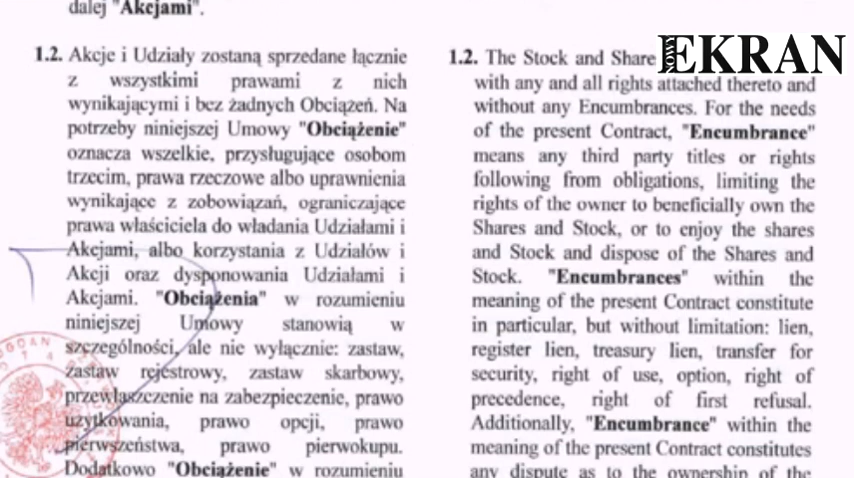 dalej "Akcjami".
1.2. Akcje i Udziały zostaną sprzedane łącznie
z wszystkimi prawami z nich
wynikającymi i bez żadnych Obciążeń. Na
potrzeby niniejszej Umowy "Obciążenie"
oznacza wszelkie, przysługujące osobom
trzecim, prawa rzeczowe albo uprawnienia
wynikające z zobowiązań, ograniczające
prawa właściciela do władania Udziałami i
Akcjami, albo korzystania z Udziałów i
Akcji oraz dysponowania Udziałami i
Akcjami. "Obciążenia" w rozumieniu
niniejszej Umowy stanowią w
szczególności, ale nie wyłącznie: zastaw,
zastaw rejestrowy, zastaw skarbowy,
przewłaszczenie na zabezpieczenie, prawo
użytkowania, prawo opcji, prawo
pierwszeństwa, prawo pierwokupu.
Dodatkowo "Obciążenie" w rozumieniu
1.2. The Stock and Share
with any and all rights attached thereto and
without any Encumbrances. For the needs
of the present Contract, "Encumbrance"
means any third party titles or rights
following from obligations, limiting the
rights of the owner to beneficially own the
Shares and Stock, or to enjoy the shares
and Stock and dispose of the Shares and
Stock. "Encumbrances" within the
meaning of the present Contract constitute
in particular, but without limitation: lien,
register lien, treasury lien, transfer for
security, right of use, option, right of
precedence, right of first refusal.
Additionally, "Encumbrance" within the
meaning of the present Contract constitutes
any dispute as to the ownership of the
NOWY EKRAN